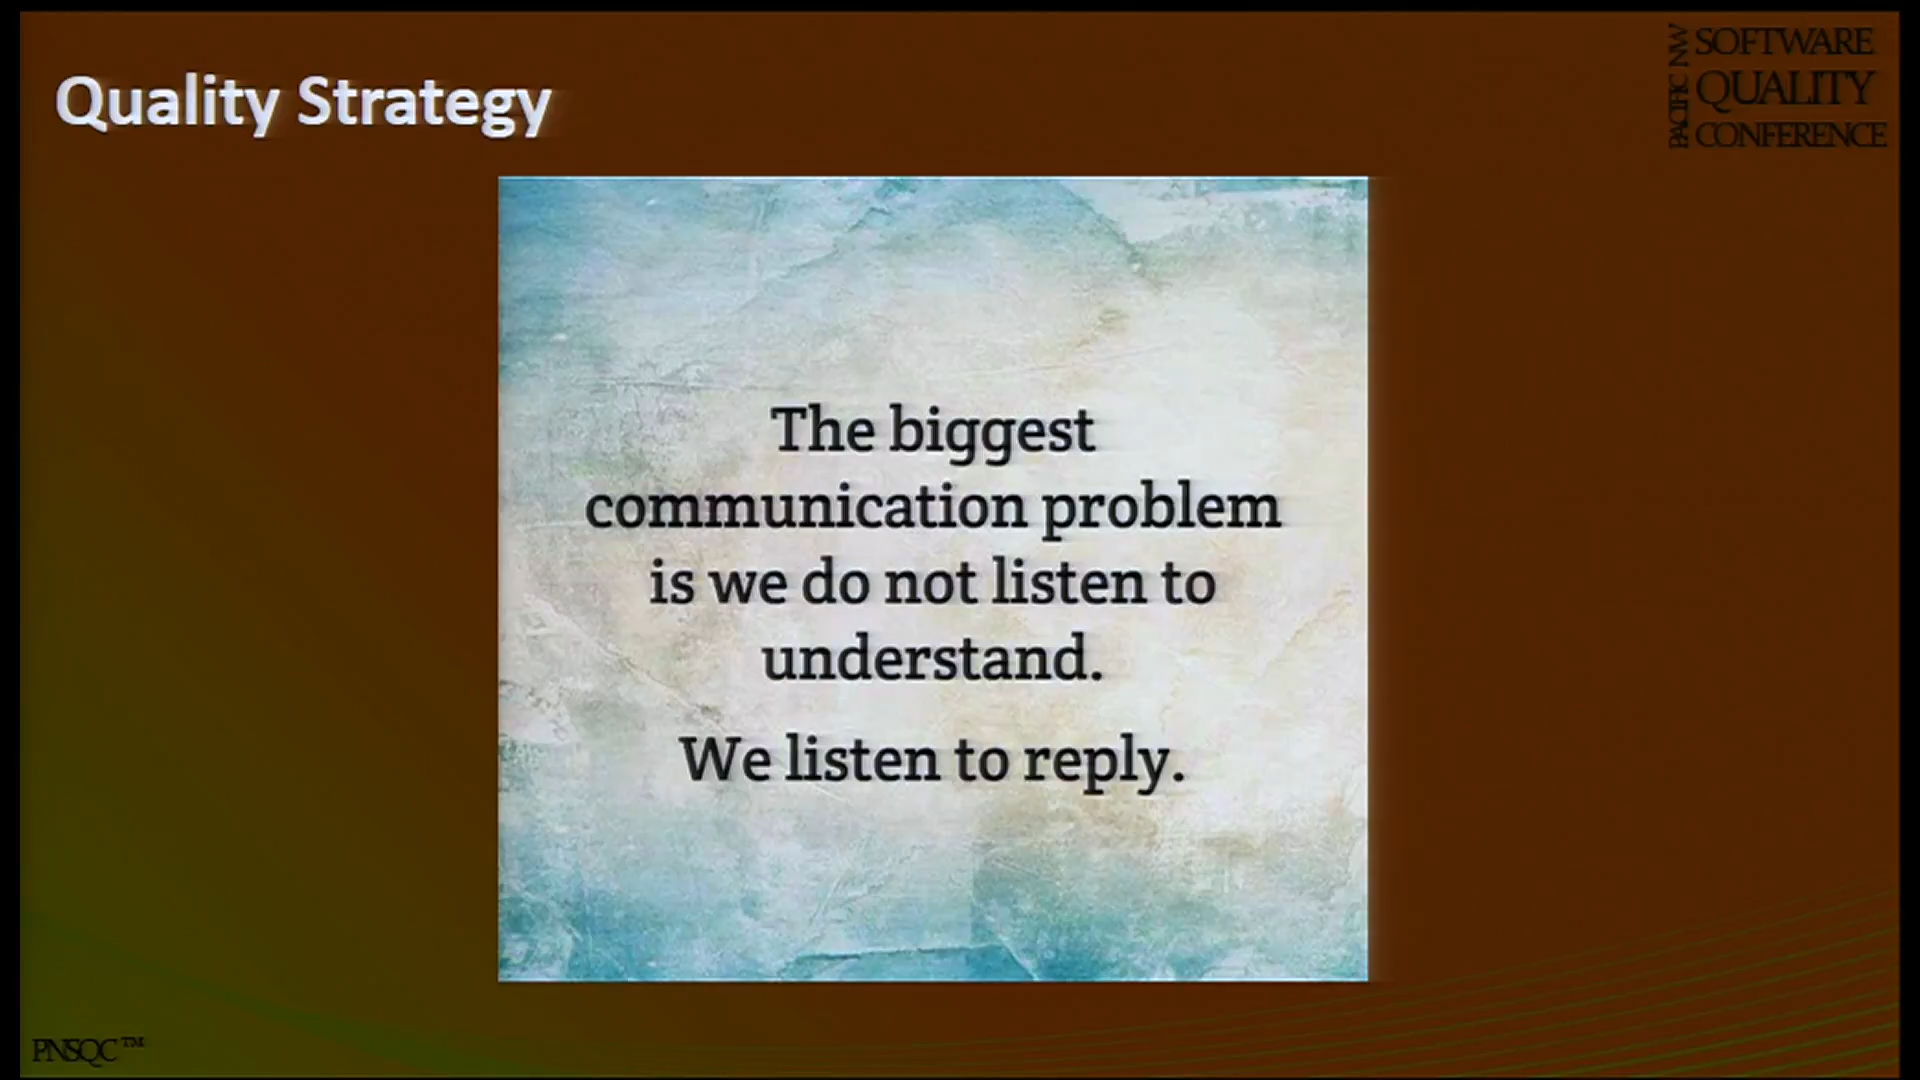 Quality Strategy
PACIFIC NW
SOFTWARE
QUALITY
CONFERENCE
The biggest
communication problem
is we do not listen to
understand.
We listen to reply.
PNSQC™